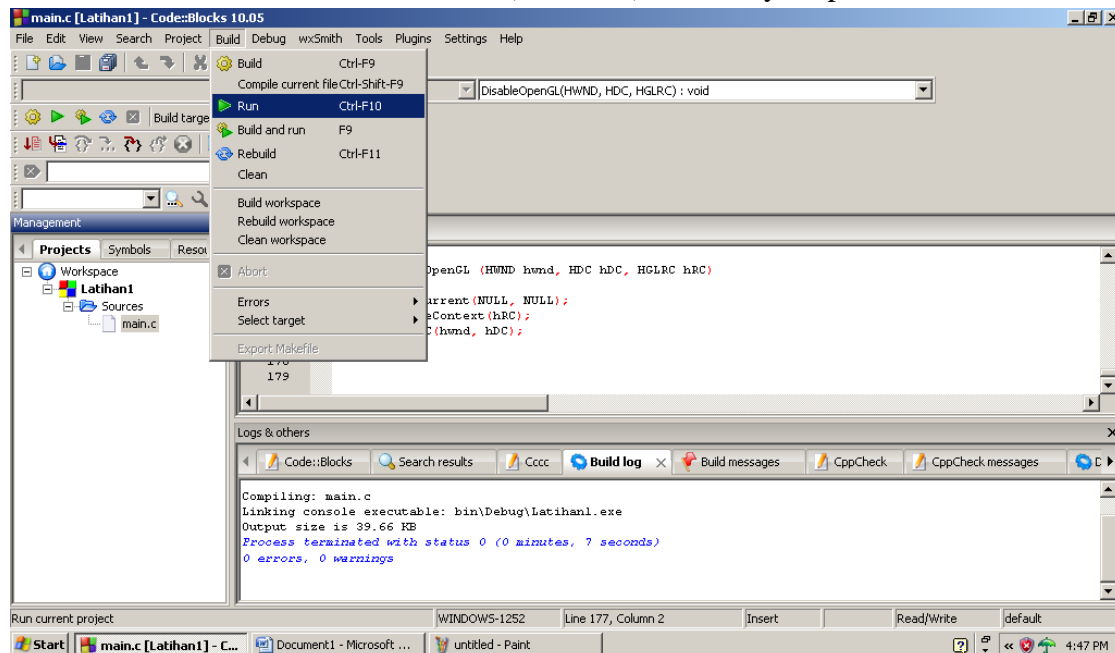 main.c [Latihan1] - Code::Blocks 10.05
File Edit View Search Project Build Debug wxSmith Tools Plugins Settings Help
Build Ctrl-F9
Compile current file Ctrl-Shift-F9
DisableOpenGL(HWND, HDC, HGLRC) : void
Run Ctrl-F10
Build targe
Build and run F9
Rebuild Ctrl-F11
Clean
Build workspace
Rebuild workspace
Clean workspace
Abort
Errors
Select target
Export Makefile
Management
Projects Symbols Resou
Workspace
Latihan1
Sources
main.c
OpenGL (HWND hwnd, HDC hDC, HGLRC hRC)
urrent(NULL, NULL);
eContext(hRC);
C(hwnd, hDC);
178
179
Logs & others
Code::Blocks Search results Cccc Build log Build messages CppCheck CppCheck messages D
Compiling: main.c
Linking console executable: bin\Debug\Latihan1.exe
Output size is 39.66 KB
Process terminated with status 0 (0 minutes, 7 seconds)
0 errors, 0 warnings
Run current project WINDOWS-1252 Line 177, Column 2 Insert Read/Write default
Start main.c [Latihan1] - C... Document1 - Microsoft ... untitled - Paint 4:47 PM